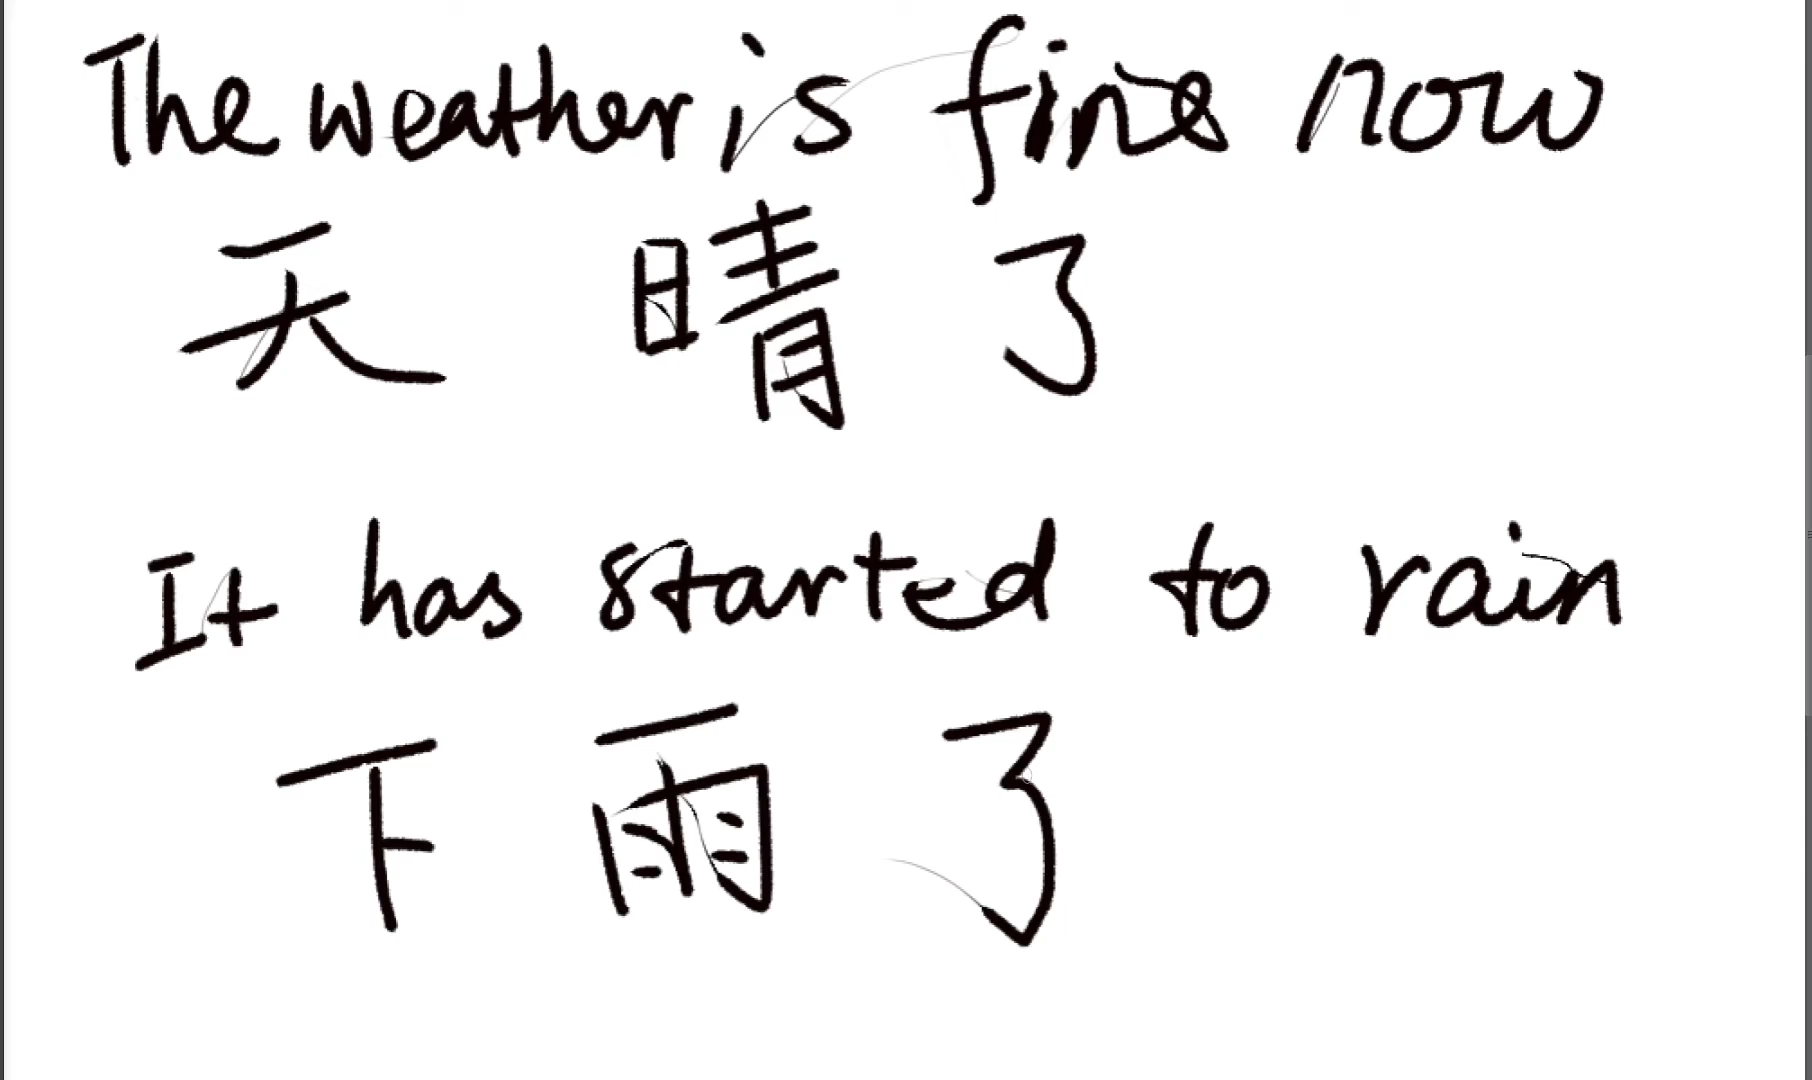 The weather is fine now
天 晴 了
It has started to rain
下 雨 了